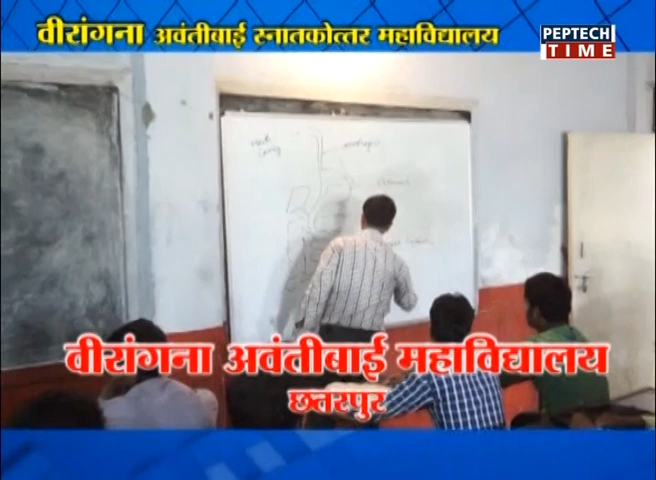 वीरांगना अवंतीबाई स्नातकोत्तर महाविद्यालय
PEPTECH
TIME
वीरांगना अवंतीबाई महाविद्यालय
छतरपुर